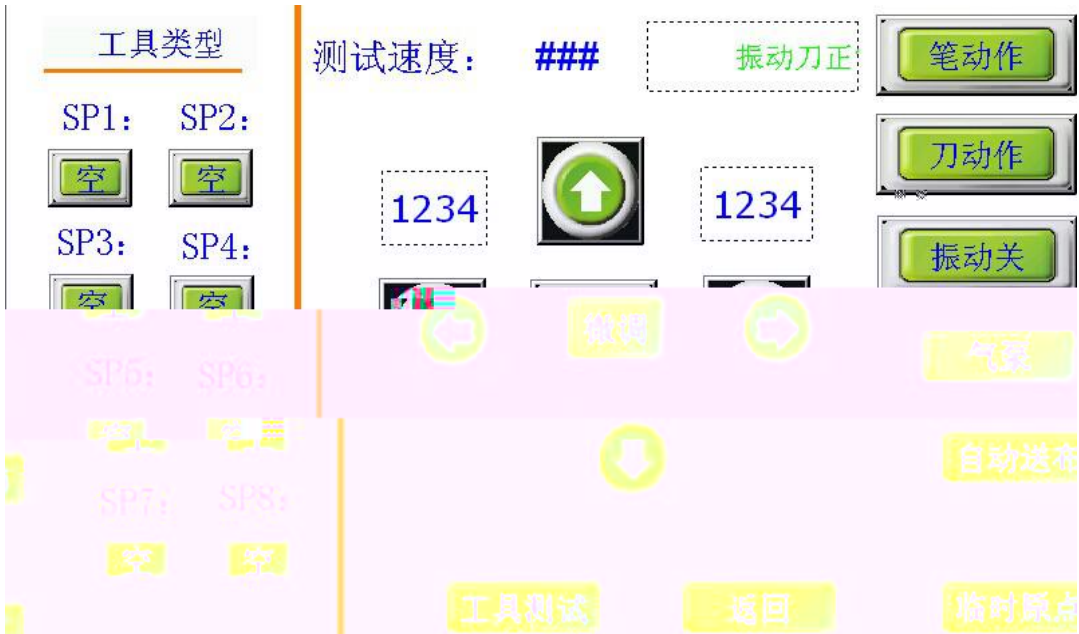 工具类型
测试速度： ### 振动刀正 笔动作
SP1： SP2：
刀动作
空 空
1234 1234
SP3： SP4： 振动关
空 空
微调
气泵
SP5： SP6：
自动送布
SP7： SP8：
空 空
工具测试 返回 临时原点